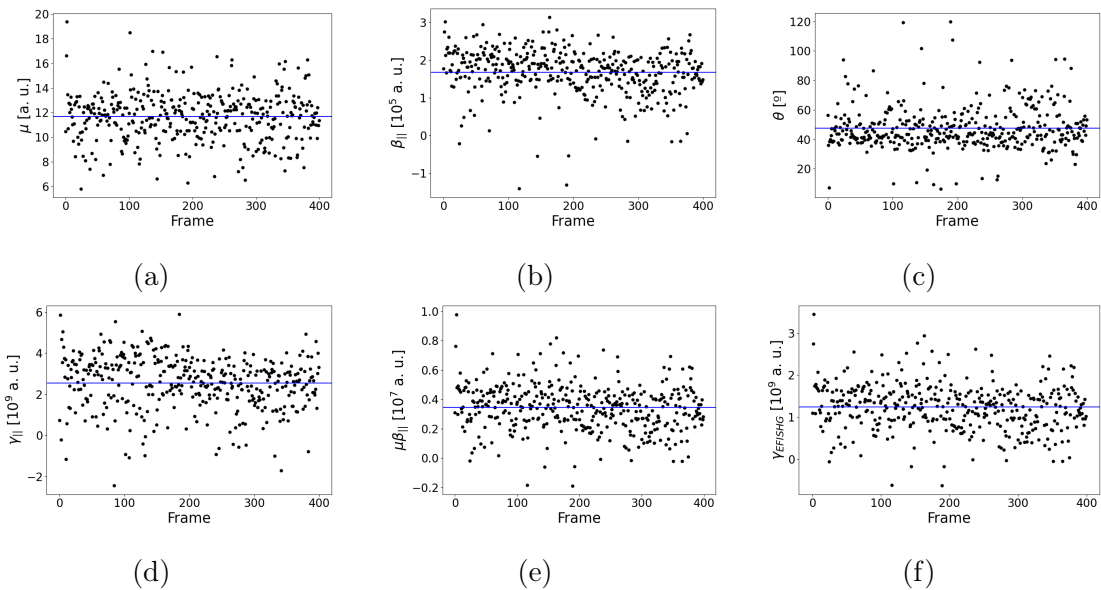 20
18
16
14
12
10
8
6
μ [a. u.]
0 100 200 300 400
Frame
(a)
3
2
1
0
−1
β|| [10⁵ a. u.]
0 100 200 300 400
Frame
(b)
120
100
80
60
40
20
θ [º]
0 100 200 300 400
Frame
(c)
6
4
2
0
−2
γ|| [10⁹ a. u.]
0 100 200 300 400
Frame
(d)
1.0
0.8
0.6
0.4
0.2
0.0
−0.2
μβ|| [10⁷ a. u.]
0 100 200 300 400
Frame
(e)
3
2
1
0
γEFISHG [10⁹ a. u.]
0 100 200 300 400
Frame
(f)